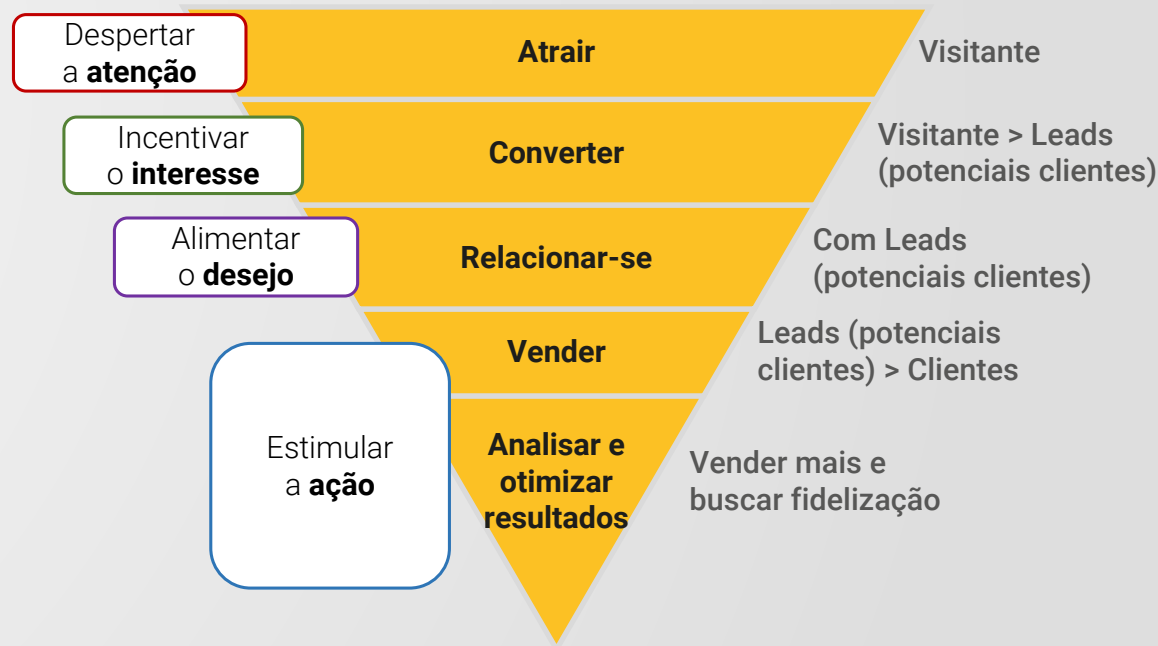 Despertar
a atenção
Atrair
Visitante
Incentivar
o interesse
Converter
Visitante > Leads
(potenciais clientes)
Alimentar
o desejo
Relacionar-se
Com Leads
(potenciais clientes)
Vender
Leads (potenciais
clientes) > Clientes
Estimular
a ação
Analisar e
otimizar
resultados
Vender mais e
buscar fidelização